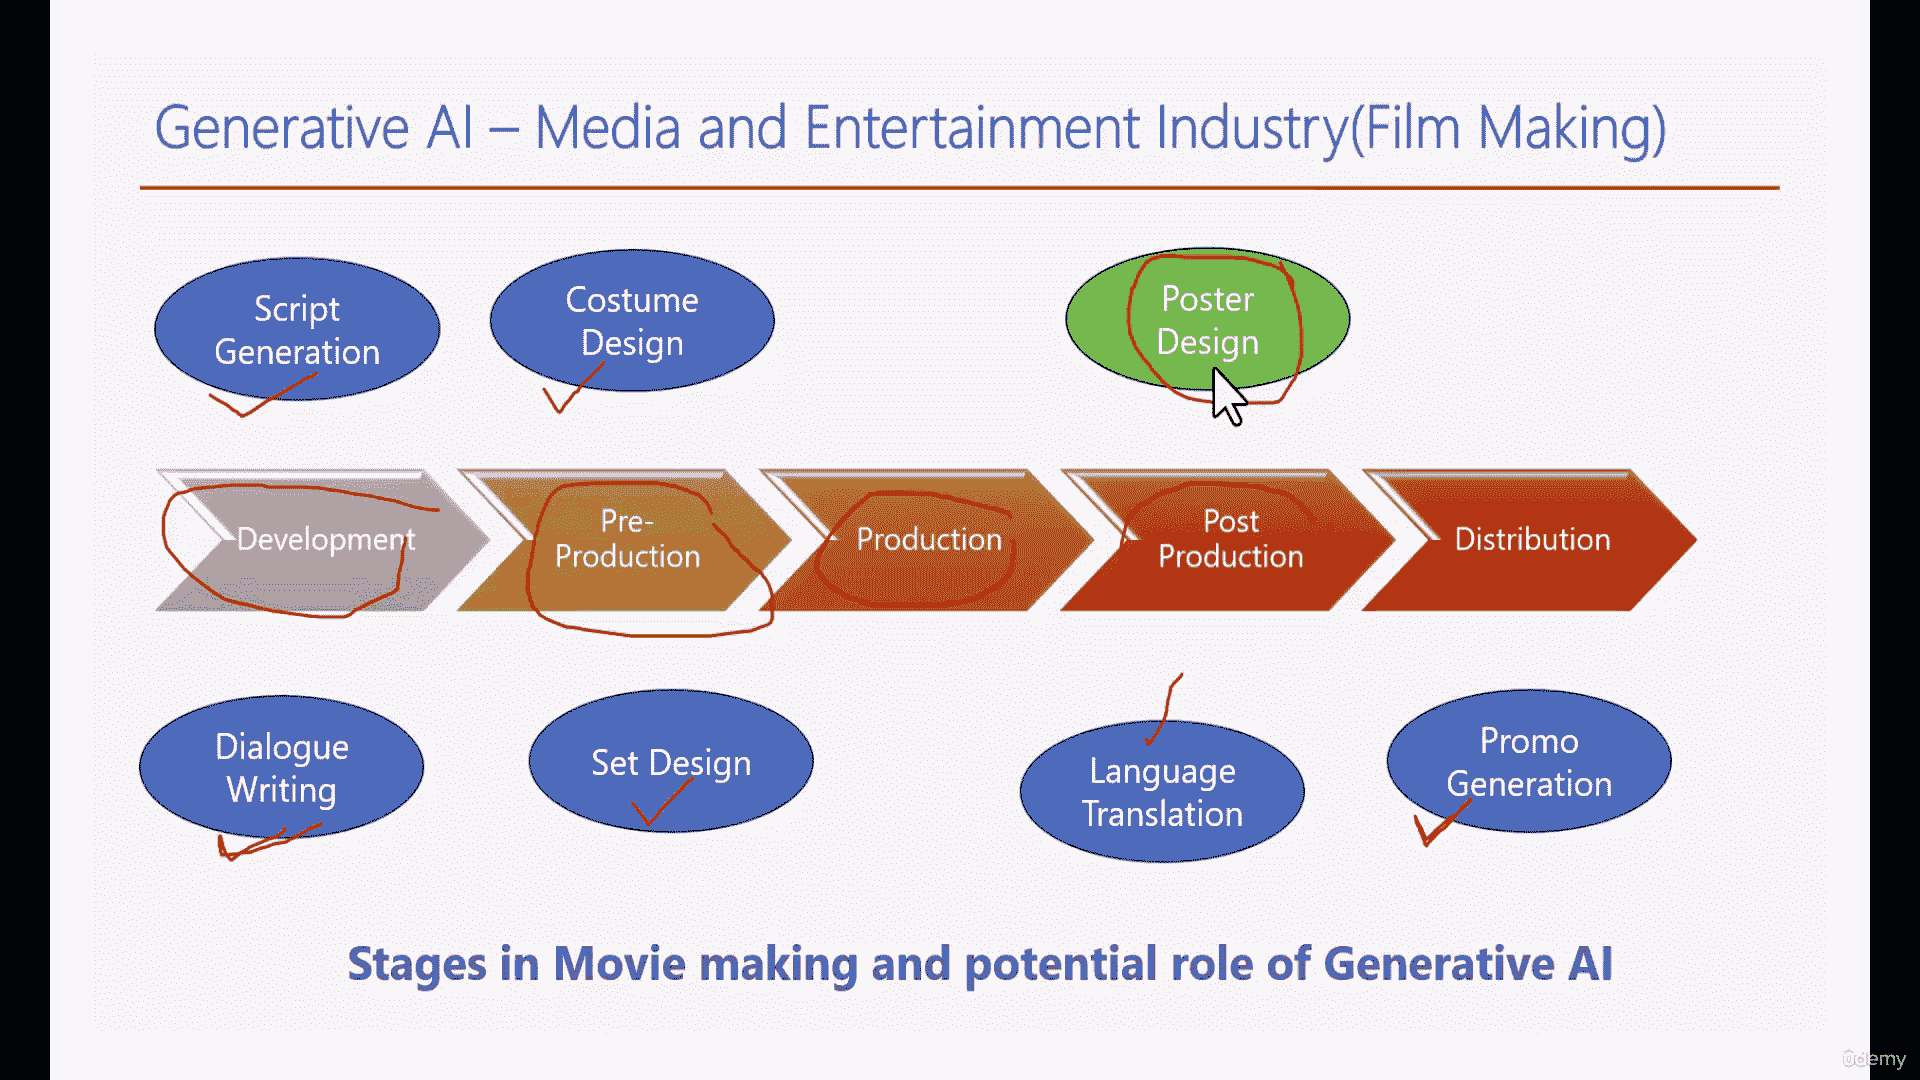 Generative AI – Media and Entertainment Industry(Film Making)
Script
Generation
Costume
Design
Poster
Design
Development
Pre-
Production
Production
Post
Production
Distribution
Dialogue
Writing
Set Design
Language
Translation
Promo
Generation
Stages in Movie making and potential role of Generative AI
Udemy